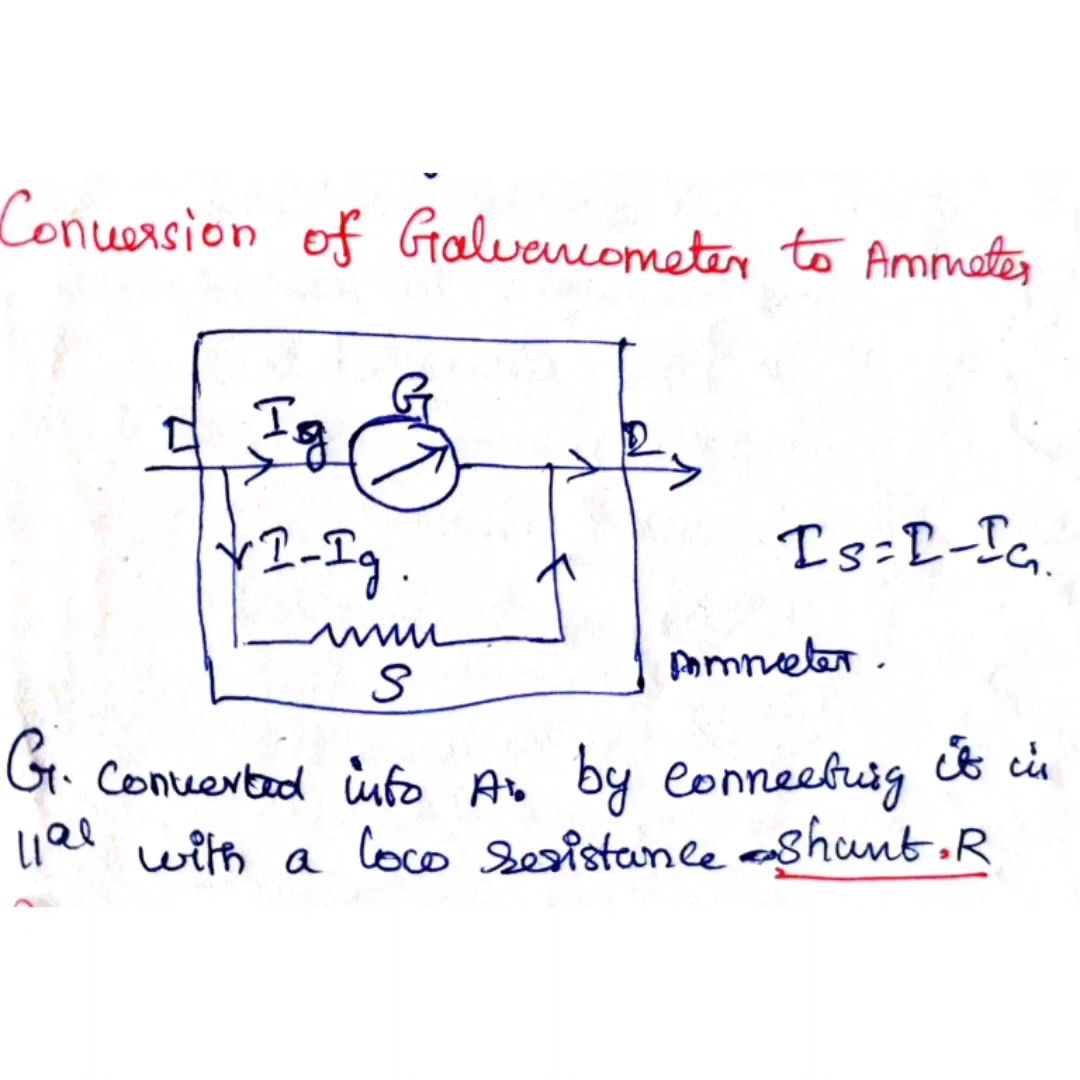 Conversion of Galvanometer to Ammeter
G
I Ig I
I-Ig.
IS = I-IG.
S
Ammeter.
G. converted into A. by connecting it in
||al with a low resistance - Shunt.R